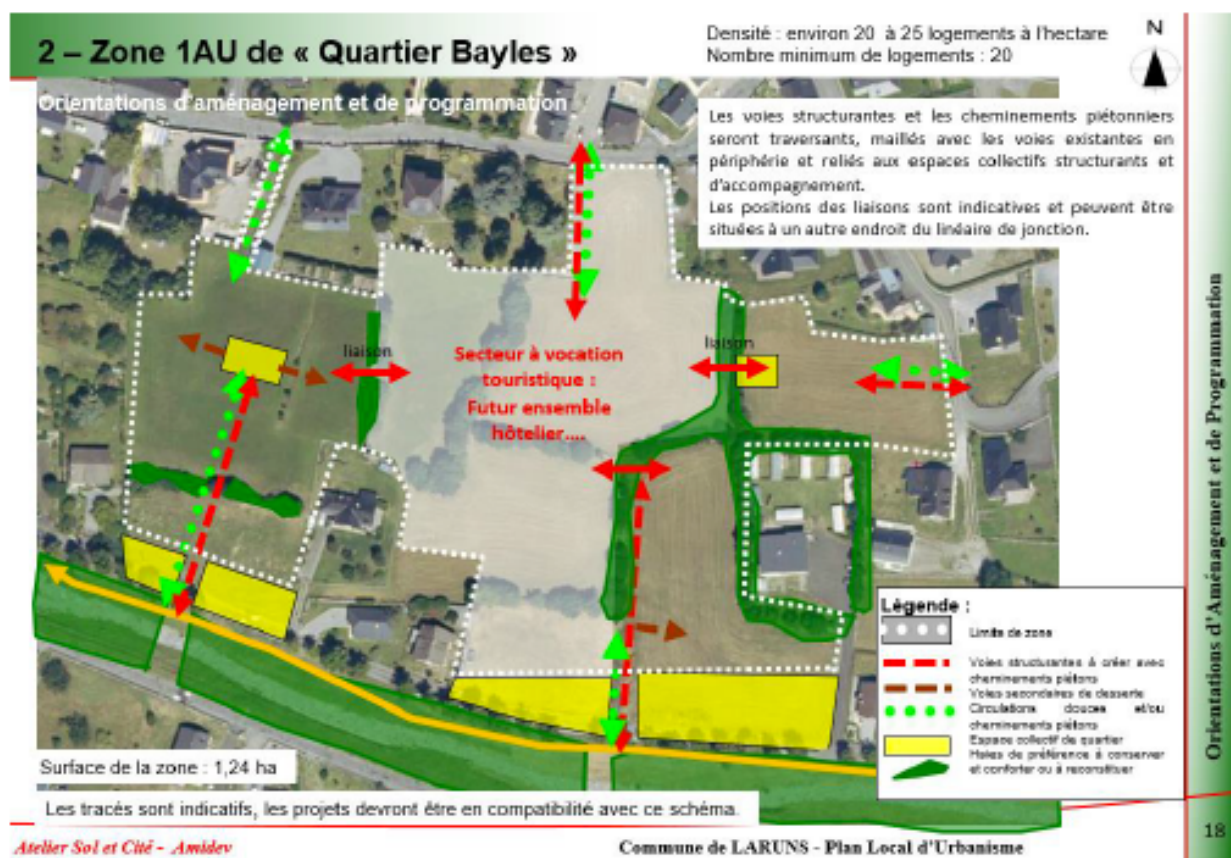 2 – Zone 1AU de « Quartier Bayles »
Densité : environ 20 à 25 logements à l'hectare
Nombre minimum de logements : 20
N
Orientations d'aménagement et de programmation
Les voies structurantes et les cheminements piétonniers
seront traversants, maillés avec les voies existantes en
périphérie et reliés aux espaces collectifs structurants et
d'accompagnement.
Les positions des liaisons sont indicatives et peuvent être
situées à un autre endroit du linéaire de jonction.
liaison
Secteur à vocation
touristique :
Futur ensemble
hôtelier....
liaison
Légende :
Limite de zone
Voies structurantes à créer avec
cheminements piétons
Voies secondaires de desserte
Circulations douces et/ou
cheminements piétons
Espace collectif de quartier
Haies de préférence à conserver
et conforter ou à reconstituer
Surface de la zone : 1,24 ha
Les tracés sont indicatifs, les projets devront être en compatibilité avec ce schéma.
Orientations d'Aménagement et de Programmation
18
Atelier Sol et Cité - Amidev
Commune de LARUNS - Plan Local d'Urbanisme